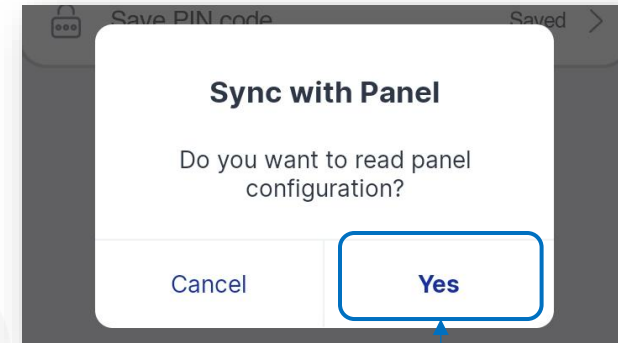 Save PIN code Saved
Sync with Panel
Do you want to read panel
configuration?
Cancel Yes